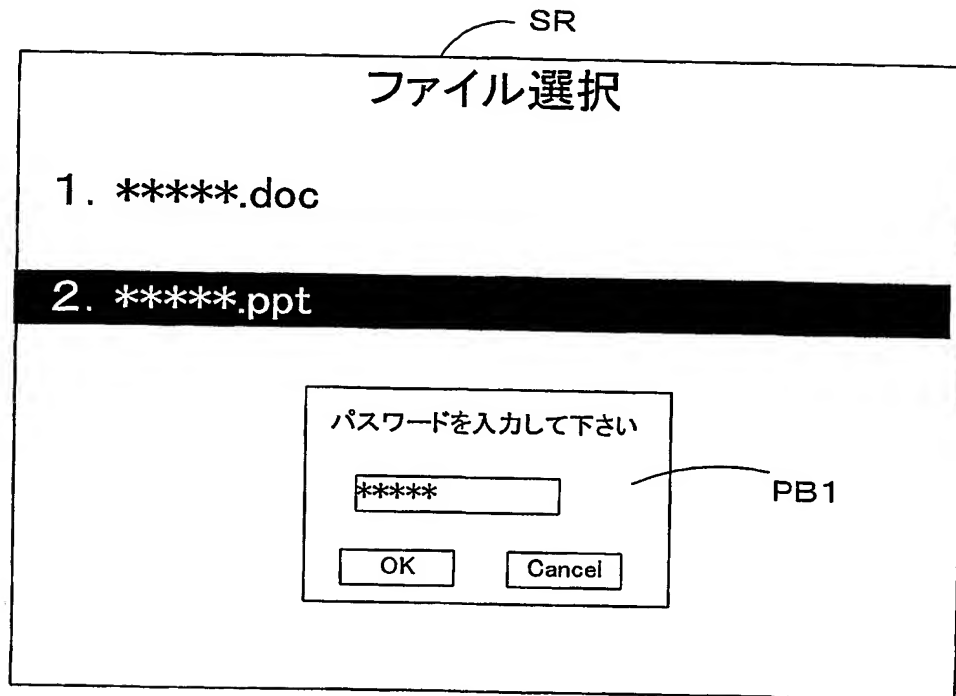 SR
ファイル選択
1. *****.doc
2. *****.ppt
パスワードを入力して下さい
*****
PB1
OK Cancel